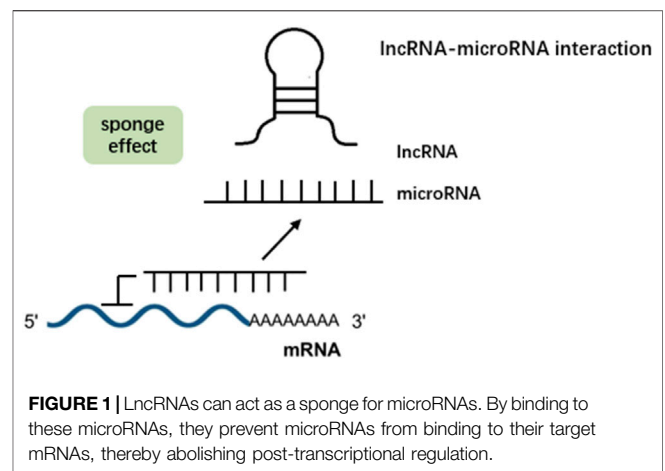 lncRNA-microRNA interaction
sponge
effect
lncRNA
microRNA
5' AAAAAAAA 3'
mRNA
FIGURE 1 | LncRNAs can act as a sponge for microRNAs. By binding to
these microRNAs, they prevent microRNAs from binding to their target
mRNAs, thereby abolishing post-transcriptional regulation.